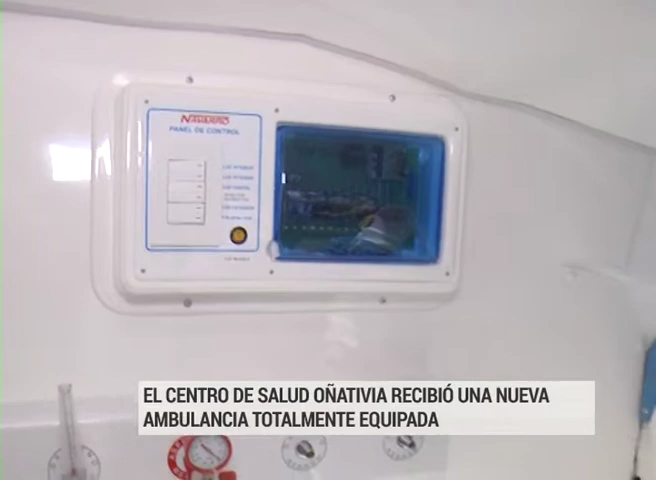 NAVARRO
PANEL DE CONTROL
EL CENTRO DE SALUD OÑATIVIA RECIBIÓ UNA NUEVA
AMBULANCIA TOTALMENTE EQUIPADA